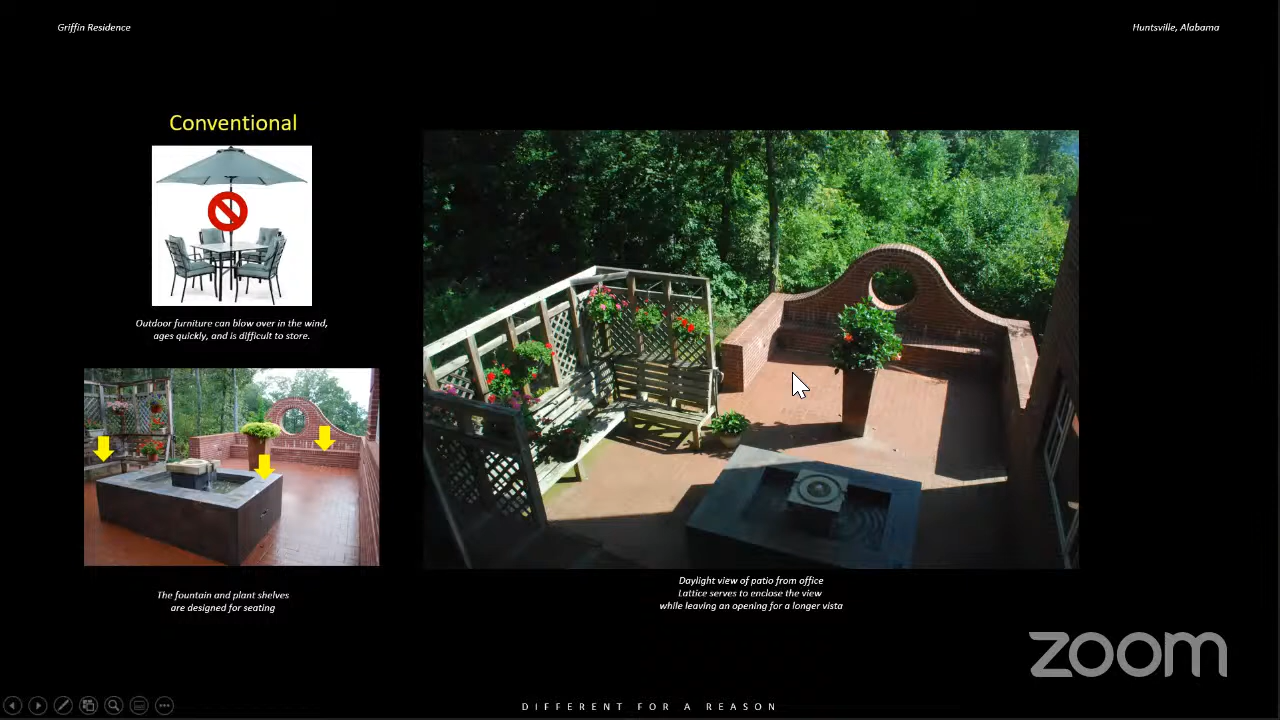 Griffin Residence
Huntsville, Alabama
Conventional
Outdoor furniture can blow over in the wind,
ages quickly, and is difficult to store.
The fountain and plant shelves
are designed for seating
Daylight view of patio from office
Lattice serves to enclose the view
while leaving an opening for a longer vista
zoom
DIFFERENT FOR A REASON